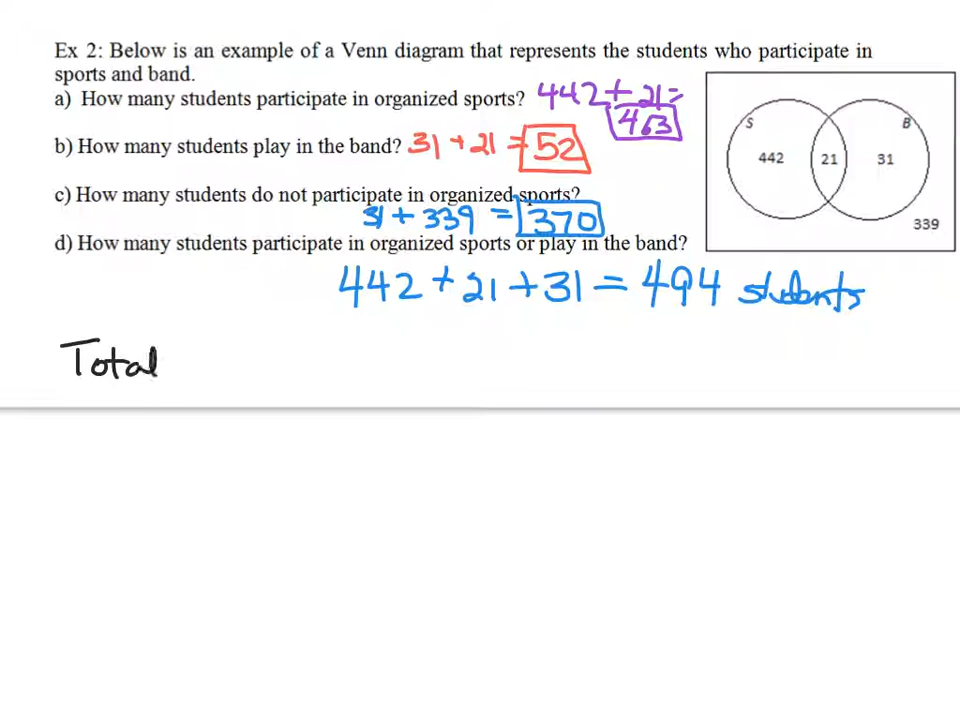 Ex 2: Below is an example of a Venn diagram that represents the students who participate in
sports and band.
a) How many students participate in organized sports? 442 + 21 =
463
b) How many students play in the band? 31 + 21 = 52
c) How many students do not participate in organized sports?
31 + 339 = 370
d) How many students participate in organized sports or play in the band?
442 + 21 + 31 = 494 students
Total
S B
442 21 31
339